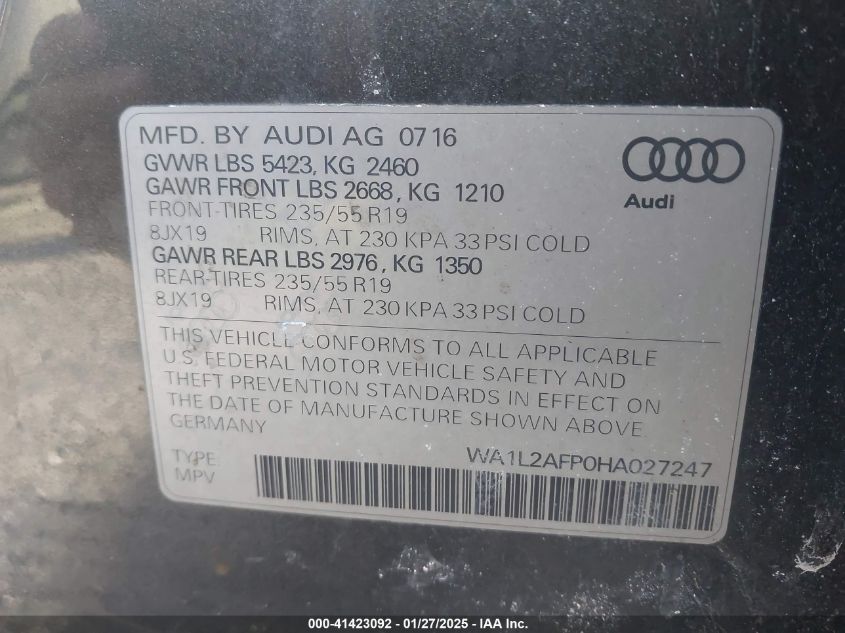 MFD. BY AUDI AG 07 16
GVWR LBS 5423, KG 2460
GAWR FRONT LBS 2668, KG 1210
FRONT-TIRES 235/55 R19
8JX19 RIMS, AT 230 KPA 33 PSI COLD
GAWR REAR LBS 2976, KG 1350
REAR-TIRES 235/55 R19
8JX19 RIMS, AT 230 KPA 33 PSI COLD
Audi
THIS VEHICLE CONFORMS TO ALL APPLICABLE
U.S. FEDERAL MOTOR VEHICLE SAFETY AND
THEFT PREVENTION STANDARDS IN EFFECT ON
THE DATE OF MANUFACTURE SHOWN ABOVE.
GERMANY
TYPE:
MPV
WA1L2AFP0HA027247
000-41423092 - 01/27/2025 - IAA Inc.